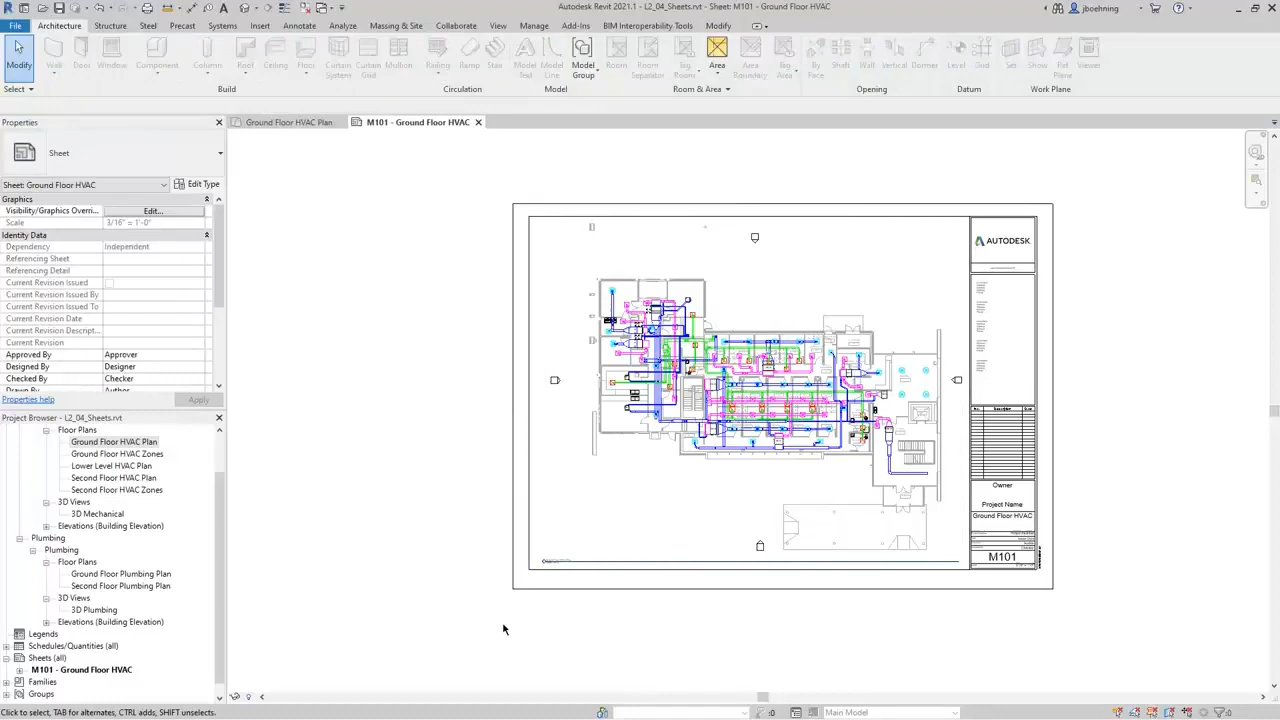 Autodesk Revit 2021.1 - L2_04_Sheets.rvt - Sheet: M101 - Ground Floor HVAC
jboehning
File Architecture Structure Steel Precast Systems Insert Annotate Analyze Massing & Site Collaborate View Manage Add-Ins BIM Interoperability Tools Modify
Modify Wall Door Window Component Column Roof Ceiling Floor Curtain System Curtain Grid Mullion Railing Ramp Stair Model Text Model Line Model Group Room Room Separator Tag Room Area Area Boundary Tag Area By Face Shaft Wall Vertical Dormer Level Grid Set Show Ref Plane Viewer
Select Build Circulation Model Room & Area Opening Datum Work Plane
Properties
Ground Floor HVAC Plan
M101 - Ground Floor HVAC
Sheet
Sheet: Ground Floor HVAC
Edit Type
Graphics
Visibility/Graphics Overri... Edit...
Scale 3/16" = 1'-0"
Identity Data
Dependency Independent
Referencing Sheet
Referencing Detail
Current Revision Issued
Current Revision Issued By
Current Revision Issued To
Current Revision Date
Current Revision Descript...
Current Revision
Approved By Approver
Designed By Designer
Checked By Checker
Drawn By Author
Properties help
Apply
Project Browser - L2_04_Sheets.rvt
Floor Plans
Ground Floor HVAC Plan
Ground Floor HVAC Zones
Lower Level HVAC Plan
Second Floor HVAC Plan
Second Floor HVAC Zones
3D Views
3D Mechanical
Elevations (Building Elevation)
Plumbing
Plumbing
Floor Plans
Ground Floor Plumbing Plan
Second Floor Plumbing Plan
3D Views
3D Plumbing
Elevations (Building Elevation)
Legends
Schedules/Quantities (all)
Sheets (all)
M101 - Ground Floor HVAC
Families
Groups
AUTODESK
Owner
Project Name
Ground Floor HVAC
M101
Click to select, TAB for alternates, CTRL adds, SHIFT unselects.
:0
Main Model
:0